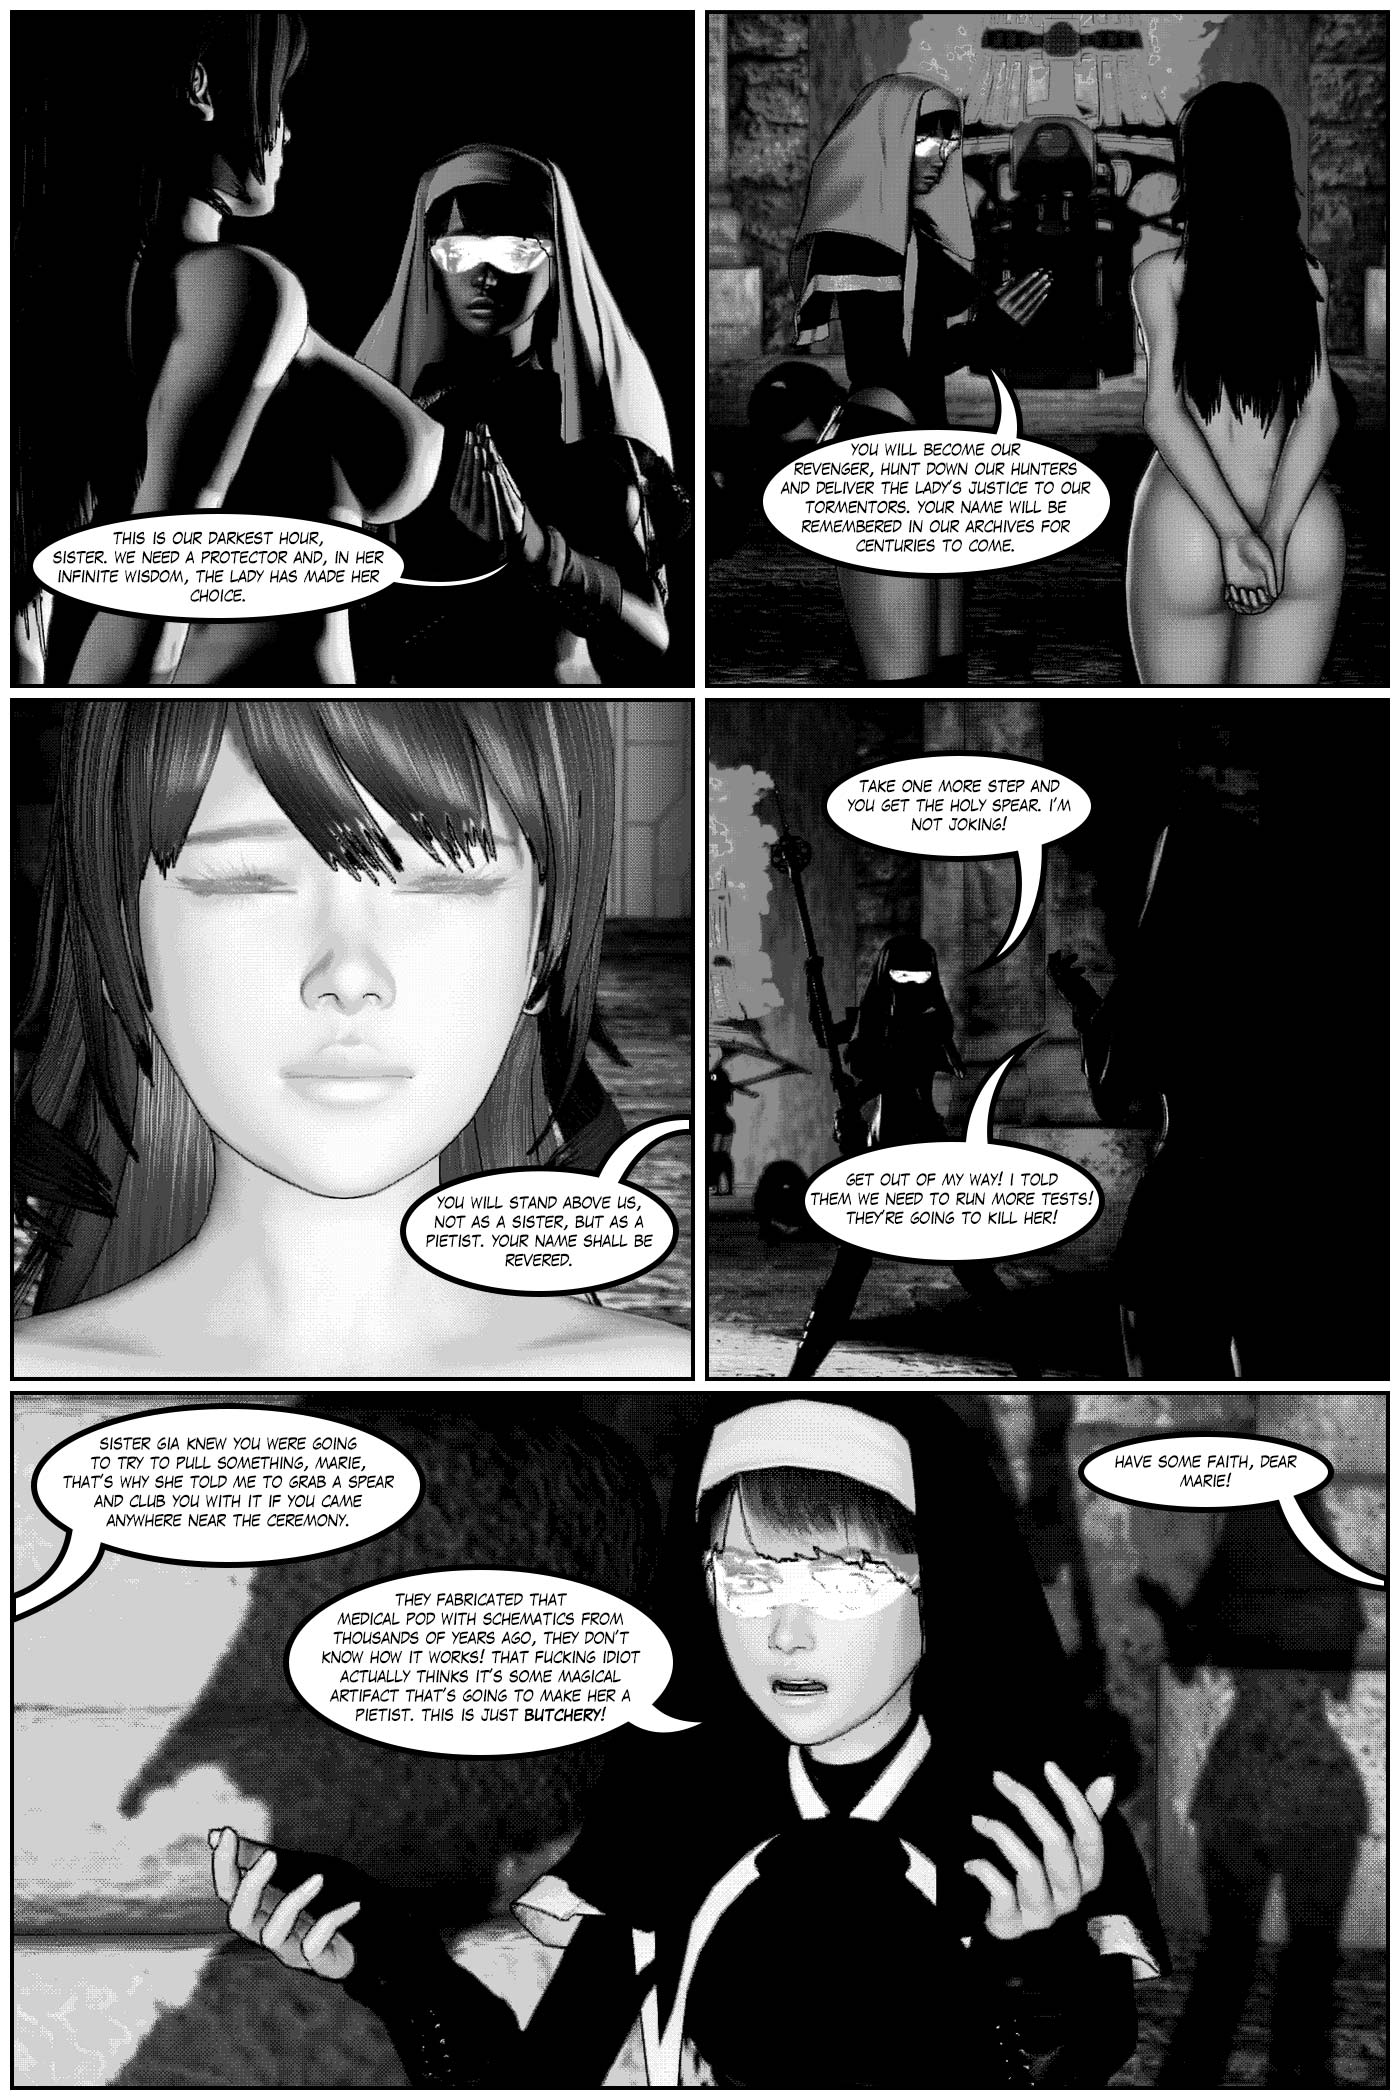 THIS IS OUR DARKEST HOUR,
SISTER. WE NEED A PROTECTOR AND, IN HER
INFINITE WISDOM, THE LADY HAS MADE HER
CHOICE.
YOU WILL BECOME OUR
REVENGER, HUNT DOWN OUR HUNTERS
AND DELIVER THE LADY'S JUSTICE TO OUR
TORMENTORS. YOUR NAME WILL BE
REMEMBERED IN OUR ARCHIVES FOR
CENTURIES TO COME.
YOU WILL STAND ABOVE US,
NOT AS A SISTER, BUT AS A
PIETIST. YOUR NAME SHALL BE
REVERED.
TAKE ONE MORE STEP AND
YOU GET THE HOLY SPEAR. I'M
NOT JOKING!
GET OUT OF MY WAY! I TOLD
THEM WE NEED TO RUN MORE TESTS!
THEY'RE GOING TO KILL HER!
SISTER GIA KNEW YOU WERE GOING
TO TRY TO PULL SOMETHING, MARIE,
THAT'S WHY SHE TOLD ME TO GRAB A SPEAR
AND CLUB YOU WITH IT IF YOU CAME
ANYWHERE NEAR THE CEREMONY.
THEY FABRICATED THAT
MEDICAL POD WITH SCHEMATICS FROM
THOUSANDS OF YEARS AGO, THEY DON'T
KNOW HOW IT WORKS! THAT FUCKING IDIOT
ACTUALLY THINKS IT'S SOME MAGICAL
ARTIFACT THAT'S GOING TO MAKE HER A
PIETIST. THIS IS JUST BUTCHERY!
HAVE SOME FAITH, DEAR
MARIE!